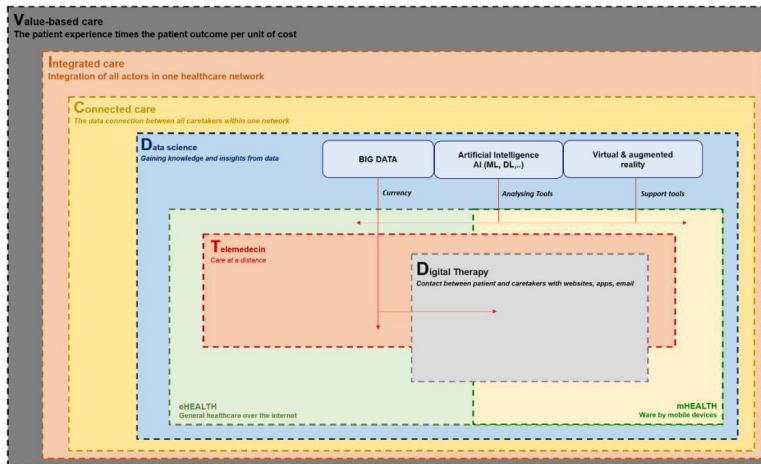 Value-based care
The patient experience times the patient outcome per unit of cost
Integrated care
Integration of all actors in one healthcare network
Connected care
The data connection between all caretakers within one network
Data science
Gaining knowledge and insights from data
BIG DATA
Artificial Intelligence
AI (ML, DL,..)
Virtual & augmented
reality
Currency
Analysing Tools
Support tools
Telemedecin
Care at a distance
Digital Therapy
Contact between patient and caretakers with websites, apps, email
eHEALTH
General healthcare over the internet
mHEALTH
Ware by mobile devices